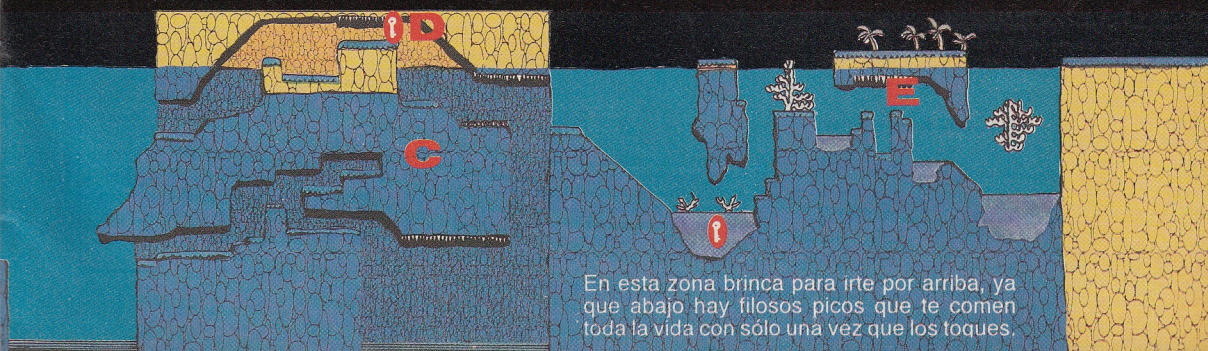 D
E
C
En esta zona brinca para irte por arriba, ya
que abajo hay filosos picos que te comen
toda la vida con sólo una vez que los toques.